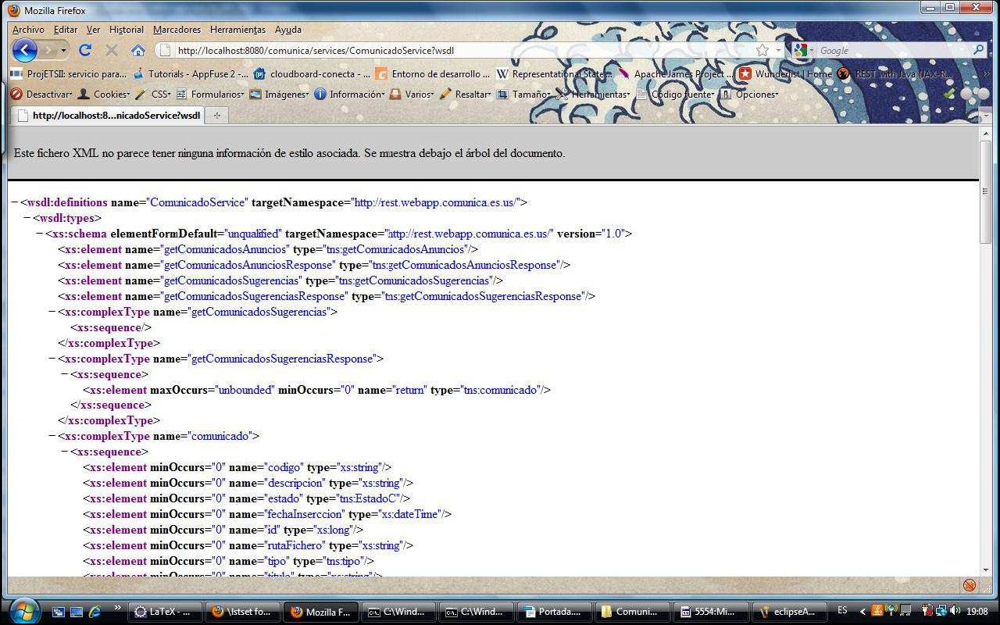 Mozilla Firefox
Archivo Editar Ver Historial Marcadores Herramientas Ayuda
http://localhost:8080/comunica/services/ComunicadoService?wsdl
Google
ProjETSII: servicio para... Tutorials - AppFuse 2 -... cloudboard-conecta - ... Entorno de desarrollo ... Representational State... Apache James Project ... Wunderlist | Home REST with Java (JAX-R... »
Desactivar Cookies CSS Formularios Imágenes Información Varios Resaltar Tamaño Herramientas Código fuente Opciones
http://localhost:8...nicadoService?wsdl
Este fichero XML no parece tener ninguna información de estilo asociada. Se muestra debajo el árbol del documento.
−<wsdl:definitions name="ComunicadoService" targetNamespace="http://rest.webapp.comunica.es.us/">
−<wsdl:types>
−<xs:schema elementFormDefault="unqualified" targetNamespace="http://rest.webapp.comunica.es.us/" version="1.0">
<xs:element name="getComunicadosAnuncios" type="tns:getComunicadosAnuncios"/>
<xs:element name="getComunicadosAnunciosResponse" type="tns:getComunicadosAnunciosResponse"/>
<xs:element name="getComunicadosSugerencias" type="tns:getComunicadosSugerencias"/>
<xs:element name="getComunicadosSugerenciasResponse" type="tns:getComunicadosSugerenciasResponse"/>
−<xs:complexType name="getComunicadosSugerencias">
<xs:sequence/>
</xs:complexType>
−<xs:complexType name="getComunicadosSugerenciasResponse">
−<xs:sequence>
<xs:element maxOccurs="unbounded" minOccurs="0" name="return" type="tns:comunicado"/>
</xs:sequence>
</xs:complexType>
−<xs:complexType name="comunicado">
−<xs:sequence>
<xs:element minOccurs="0" name="codigo" type="xs:string"/>
<xs:element minOccurs="0" name="descripcion" type="xs:string"/>
<xs:element minOccurs="0" name="estado" type="tns:EstadoC"/>
<xs:element minOccurs="0" name="fechaInserccion" type="xs:dateTime"/>
<xs:element minOccurs="0" name="id" type="xs:long"/>
<xs:element minOccurs="0" name="rutaFichero" type="xs:string"/>
<xs:element minOccurs="0" name="tipo" type="tns:tipo"/>
<xs:element minOccurs="0" name="titulo" type="xs:string"/>
» LaTeX - ... \lstset fo... Mozilla F... C:\Wind... C:\Wind... Portada.... Comuni... 5554:Mi... eclipseA... ES < 19:08